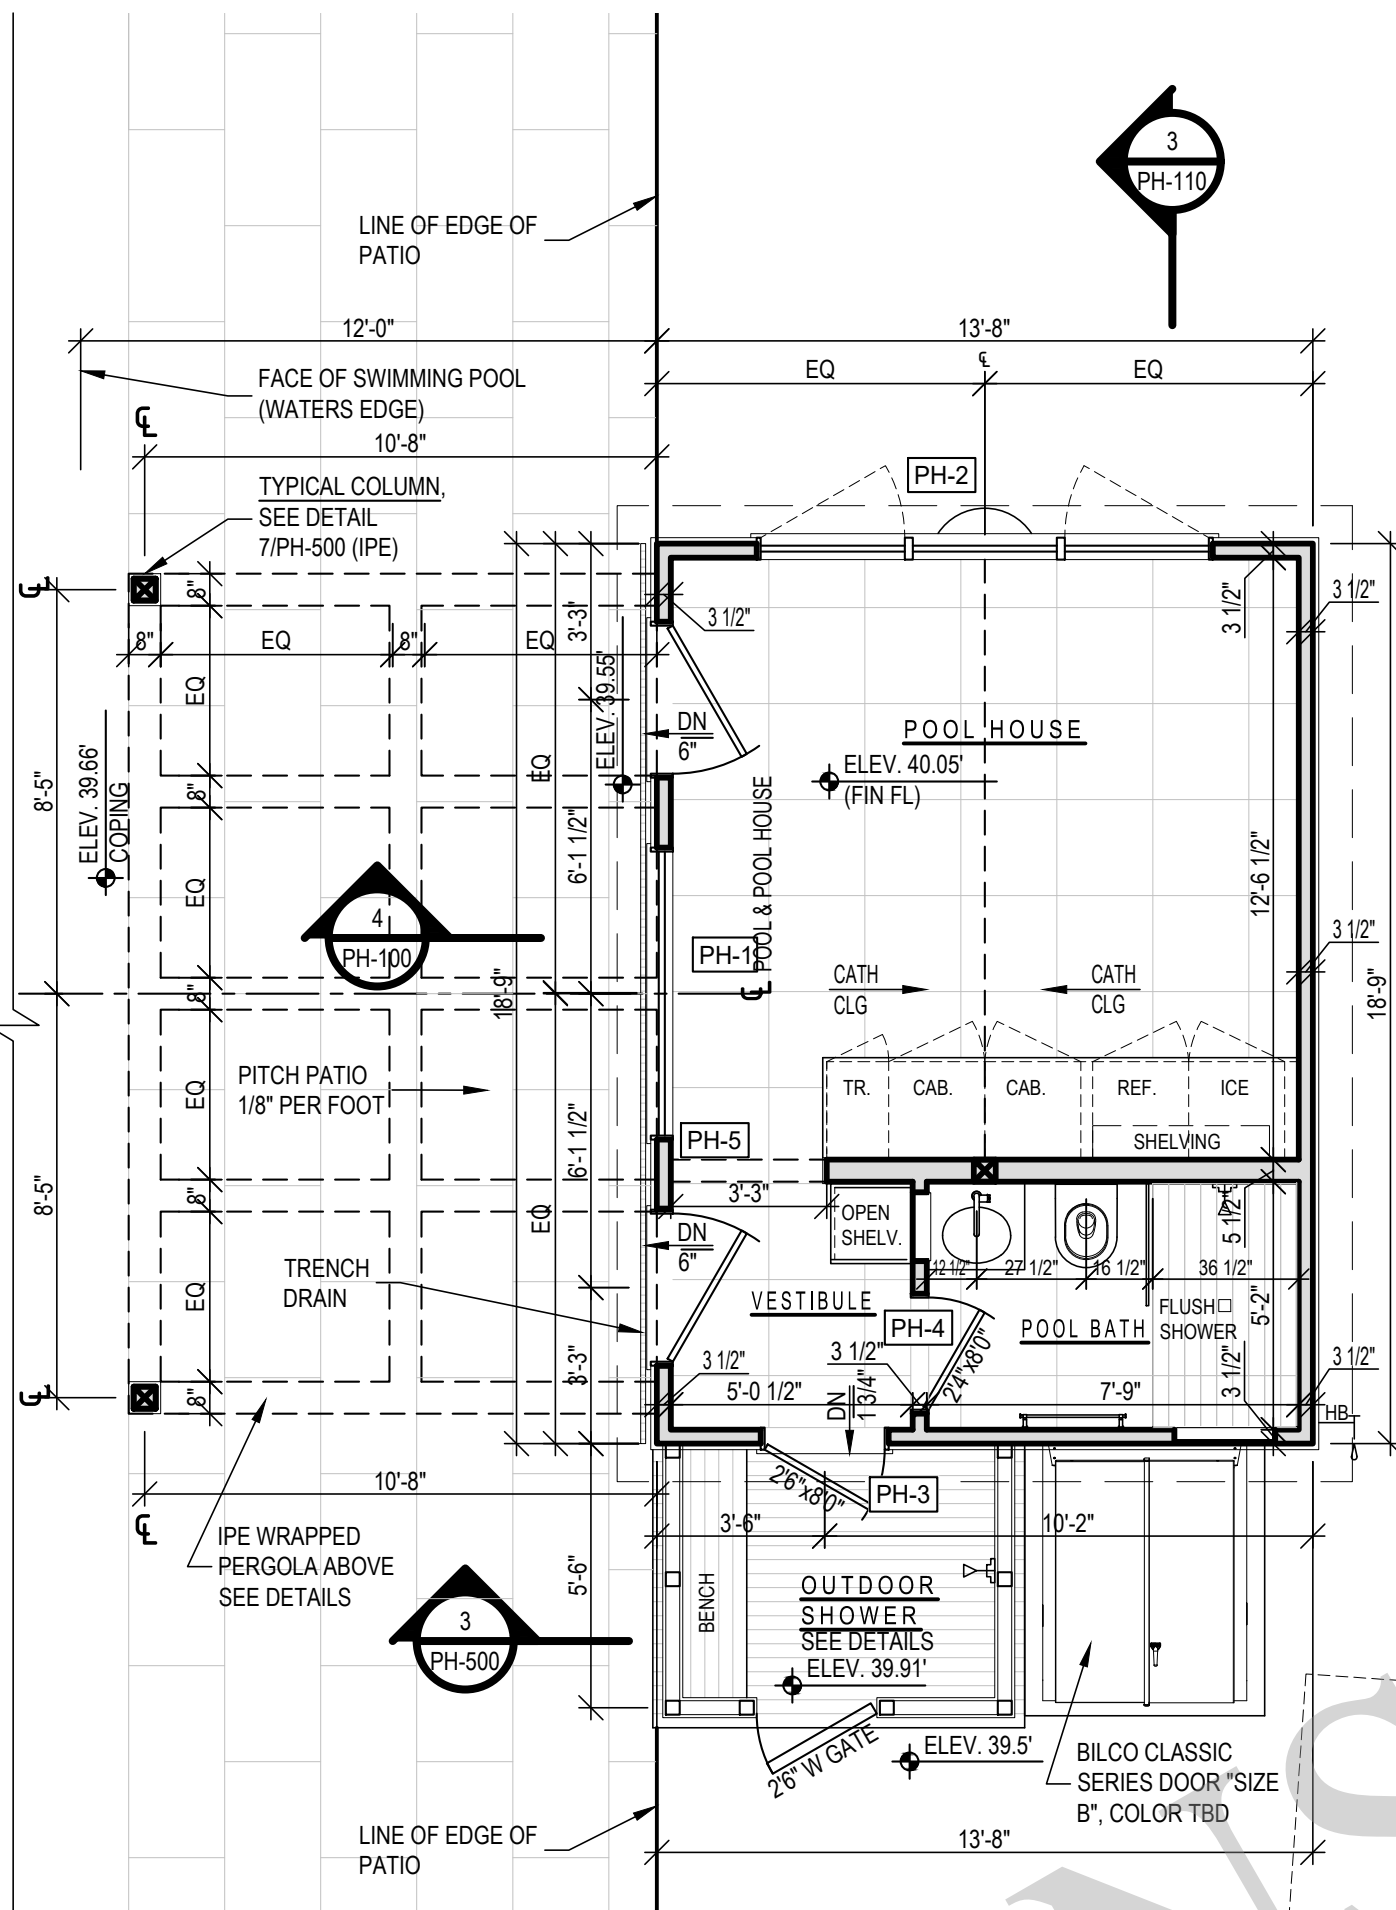 3
PH-110
LINE OF EDGE OF
PATIO
12'-0"
13'-8"
℄
EQ
EQ
FACE OF SWIMMING POOL
(WATERS EDGE)
℄
10'-8"
PH-2
TYPICAL COLUMN,
SEE DETAIL
7/PH-500 (IPE)
℄
8"
3'-3"
3 1/2"
3 1/2"
3 1/2"
8"
EQ
8"
EQ
EQ
ELEV. 39.55'
DN
6"
POOL HOUSE
ELEV. 40.05'
(FIN FL)
8'-5"
ELEV. 39.66'
COPING
8"
EQ
6'-1 1/2"
℄ POOL & POOL HOUSE
12'-6 1/2"
EQ
4
PH-100
PH-1
3 1/2"
CATH
CLG
CATH
CLG
8"
18'-9"
18'-9"
PITCH PATIO
1/8" PER FOOT
EQ
6'-1 1/2"
TR.
CAB.
CAB.
REF.
ICE
SHELVING
PH-5
8'-5"
8"
EQ
3'-3"
OPEN
SHELV.
5 1/2"
DN
6"
12 1/2"
27 1/2"
16 1/2"
36 1/2"
TRENCH
DRAIN
EQ
VESTIBULE
PH-4
POOL BATH
FLUSH
SHOWER
5'-2"
3'-3"
3 1/2"
3 1/2"
2'4"x8'0"
3 1/2"
3 1/2"
℄
8"
5'-0 1/2"
DN
1 3/4"
7'-9"
HB
10'-8"
2'6"x8'0"
PH-3
℄
3'-6"
10'-2"
IPE WRAPPED
PERGOLA ABOVE
SEE DETAILS
5'-6"
BENCH
OUTDOOR
SHOWER
SEE DETAILS
ELEV. 39.91'
3
PH-500
2'6" W GATE
ELEV. 39.5'
BILCO CLASSIC
SERIES DOOR "SIZE
B", COLOR TBD
LINE OF EDGE OF
PATIO
13'-8"